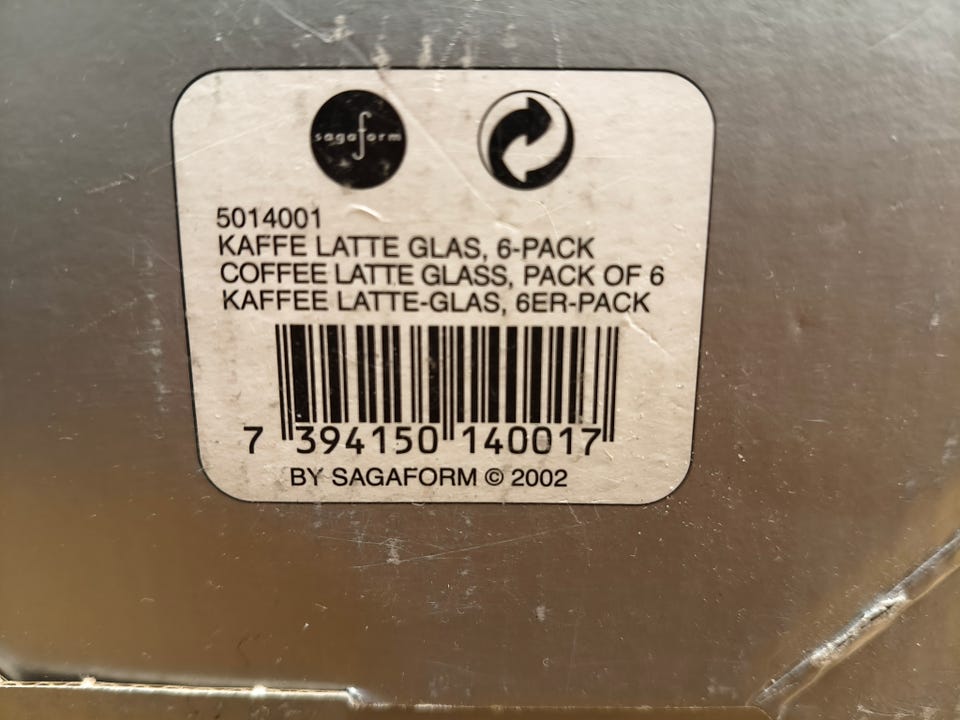 sagaform
5014001
KAFFE LATTE GLAS, 6-PACK
COFFEE LATTE GLASS, PACK OF 6
KAFFEE LATTE-GLAS, 6ER-PACK
7 394150 140017
BY SAGAFORM © 2002